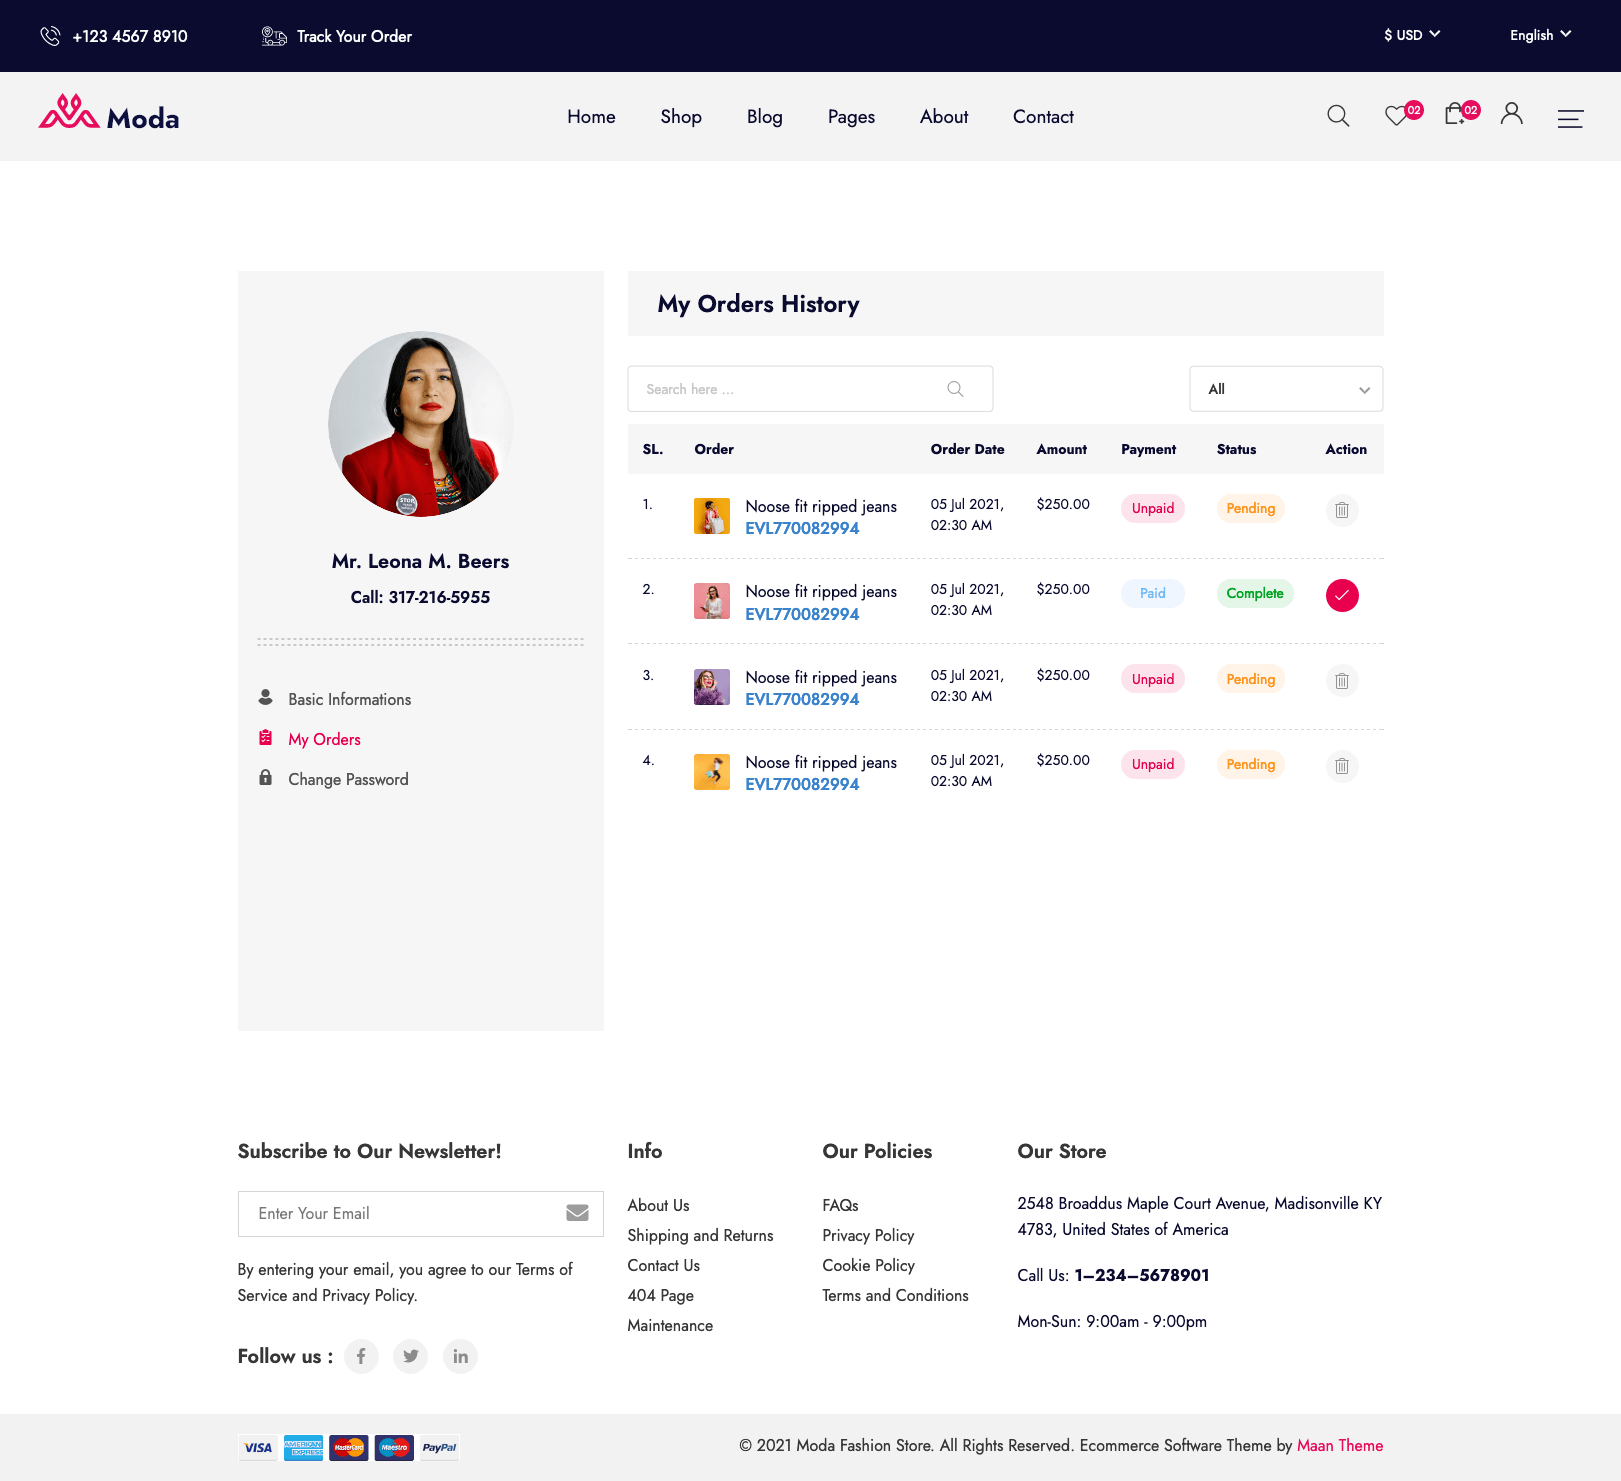 +123 4567 8910
Track Your Order
$ USD
English
Moda
Home
Shop
Blog
Pages
About
Contact
02
02
My Orders History
Search here ...
All
SL.
Order
Order Date
Amount
Payment
Status
Action
1.
Noose fit ripped jeans
EVL770082994
05 Jul 2021,
02:30 AM
$250.00
Unpaid
Pending
2.
Noose fit ripped jeans
EVL770082994
05 Jul 2021,
02:30 AM
$250.00
Paid
Complete
3.
Noose fit ripped jeans
EVL770082994
05 Jul 2021,
02:30 AM
$250.00
Unpaid
Pending
4.
Noose fit ripped jeans
EVL770082994
05 Jul 2021,
02:30 AM
$250.00
Unpaid
Pending
STOP
Mr. Leona M. Beers
Call: 317-216-5955
Basic Informations
My Orders
Change Password
Subscribe to Our Newsletter!
Enter Your Email
By entering your email, you agree to our Terms of
Service and Privacy Policy.
Follow us :
Info
About Us
Shipping and Returns
Contact Us
404 Page
Maintenance
Our Policies
FAQs
Privacy Policy
Cookie Policy
Terms and Conditions
Our Store
2548 Broaddus Maple Court Avenue, Madisonville KY
4783, United States of America
Call Us: 1–234–5678901
Mon-Sun: 9:00am - 9:00pm
VISA
AMERICAN
EXPRESS
MasterCard
Maestro
PayPal
© 2021 Moda Fashion Store. All Rights Reserved. Ecommerce Software Theme by Maan Theme